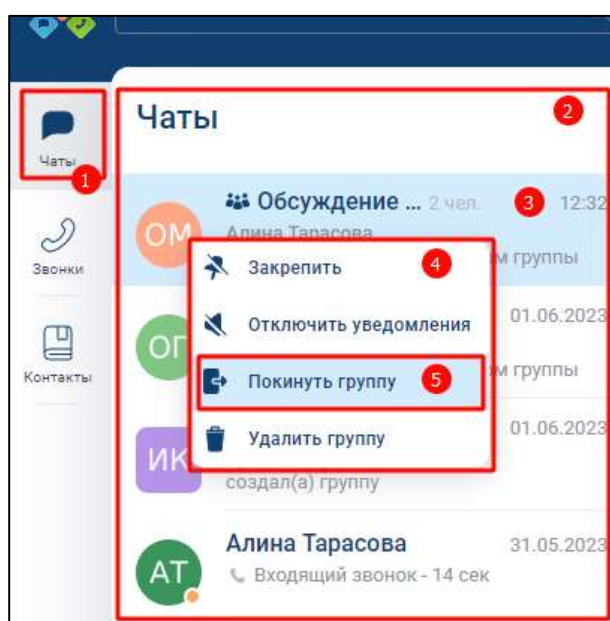 Чаты
1
Звонки
Контакты
Чаты
2
Обсуждение ... 2 чел.
3
12:32
ОМ
Алина Тарасова
м группы
Закрепить
4
Отключить уведомления
Покинуть группу
5
Удалить группу
01.06.2023
м группы
01.06.2023
ИК
создал(а) группу
АТ
Алина Тарасова
31.05.2023
Входящий звонок - 14 сек